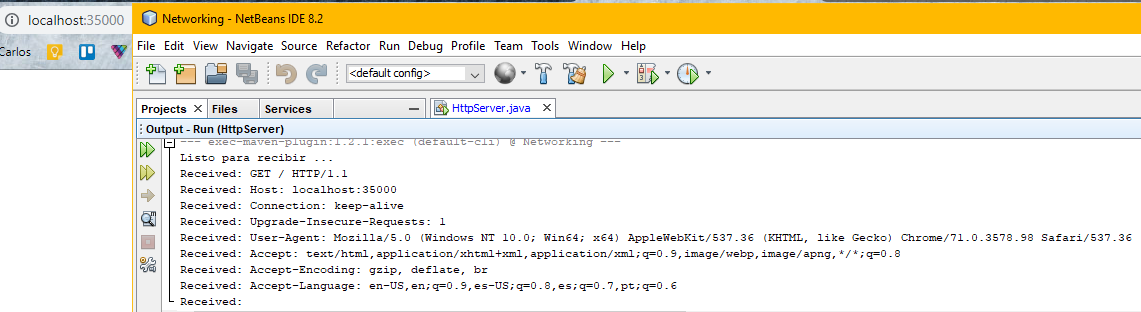 localhost:35000
Carlos
Networking - NetBeans IDE 8.2
File Edit View Navigate Source Refactor Run Debug Profile Team Tools Window Help
<default config>
Projects Files Services HttpServer.java
Output - Run (HttpServer)
--- exec-maven-plugin:1.2.1:exec (default-cli) @ Networking ---
Listo para recibir ...
Received: GET / HTTP/1.1
Received: Host: localhost:35000
Received: Connection: keep-alive
Received: Upgrade-Insecure-Requests: 1
Received: User-Agent: Mozilla/5.0 (Windows NT 10.0; Win64; x64) AppleWebKit/537.36 (KHTML, like Gecko) Chrome/71.0.3578.98 Safari/537.36
Received: Accept: text/html,application/xhtml+xml,application/xml;q=0.9,image/webp,image/apng,*/*;q=0.8
Received: Accept-Encoding: gzip, deflate, br
Received: Accept-Language: en-US,en;q=0.9,es-US;q=0.8,es;q=0.7,pt;q=0.6
Received: